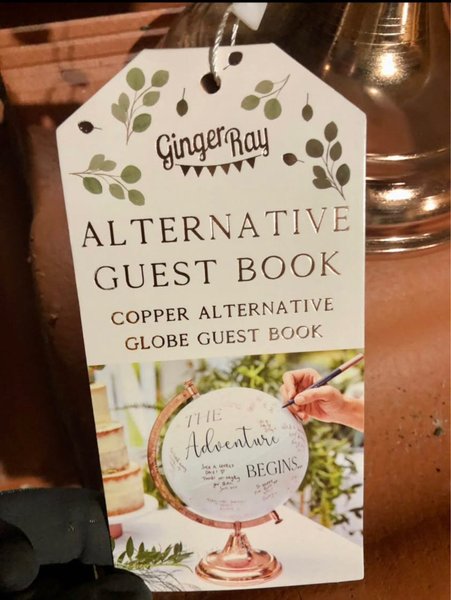 Ginger Ray
ALTERNATIVE
GUEST BOOK
COPPER ALTERNATIVE
GLOBE GUEST BOOK
THE
Adventure
BEGINS...